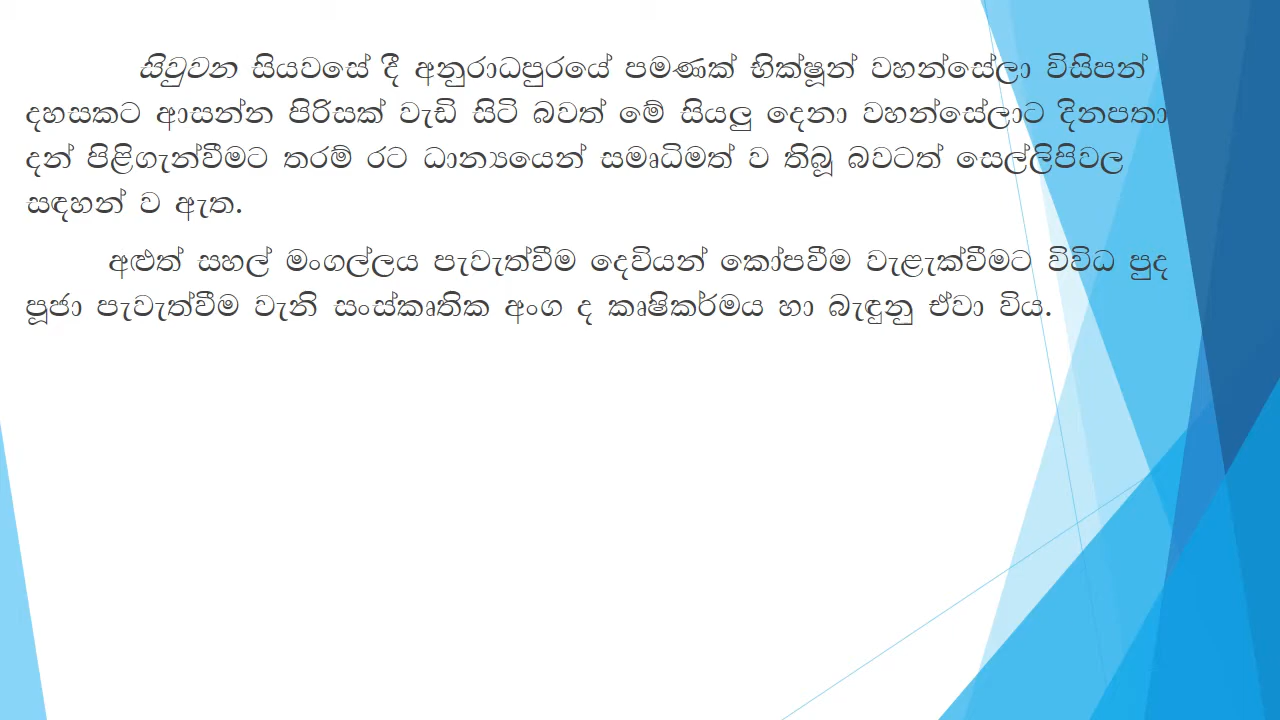 සිවුවන සියවසේ දී අනුරාධපුරයේ පමණක් භික්ෂූන් වහන්සේලා විසිපන්
දහසකට ආසන්න පිරිසක් වැඩි සිටි බවත් මේ සියලු දෙනා වහන්සේලාට දිනපතා
දන් පිළිගැන්වීමට තරම් රට ධාන්‍යයෙන් සමෘධිමත් ව තිබූ බවටත් සෙල්ලිපිවල
සඳහන් ව ඇත.
අළුත් සහල් මංගල්ලය පැවැත්වීම දෙවියන් කෝපවීම වැළැක්වීමට විවිධ පුද
පූජා පැවැත්වීම වැනි සංස්කෘතික අංග ද කෘෂිකර්මය හා බැඳුනු ඒවා විය.